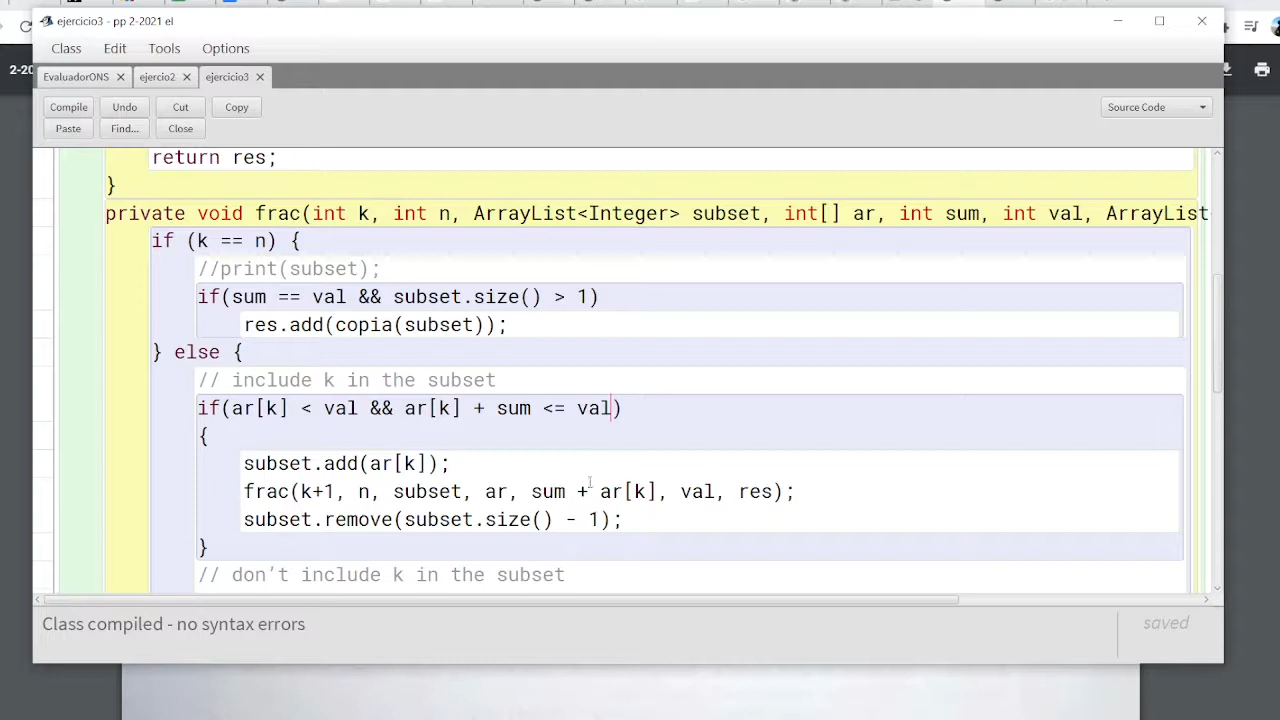 ejercicio3 - pp 2-2021 el
Class Edit Tools Options
2-20
EvaluadorONS ejercio2 ejercicio3
Compile Undo Cut Copy Source Code
Paste Find... Close
return res;
}
private void frac(int k, int n, ArrayList<Integer> subset, int[] ar, int sum, int val, ArrayList
if (k == n) {
//print(subset);
if(sum == val && subset.size() > 1)
res.add(copia(subset));
} else {
// include k in the subset
if(ar[k] < val && ar[k] + sum <= val)
{
subset.add(ar[k]);
frac(k+1, n, subset, ar, sum + ar[k], val, res);
subset.remove(subset.size() - 1);
}
// don’t include k in the subset
Class compiled - no syntax errors
saved